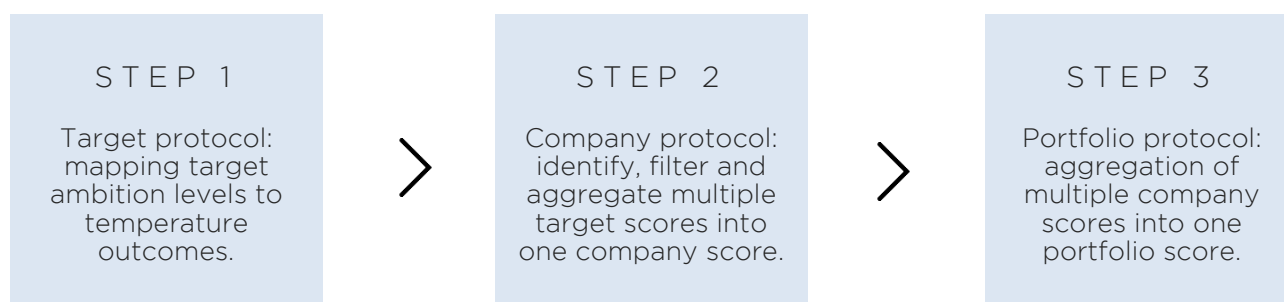 STEP 1
Target protocol:
mapping target
ambition levels to
temperature
outcomes.
STEP 2
Company protocol:
identify, filter and
aggregate multiple
target scores into
one company score.
STEP 3
Portfolio protocol:
aggregation of
multiple company
scores into one
portfolio score.